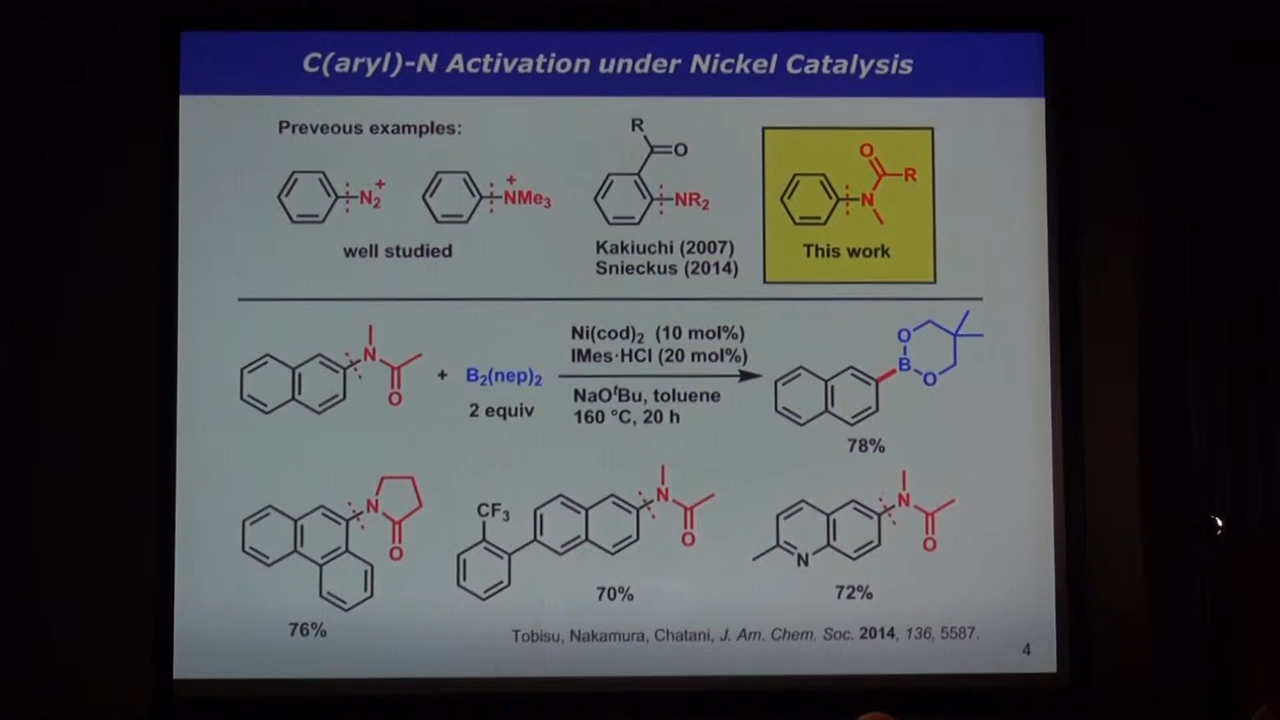 C(aryl)-N Activation under Nickel Catalysis
Preveous examples:
N₂⁺
NMe₃⁺
well studied
R
O
NR₂
Kakiuchi (2007)
Snieckus (2014)
O
R
N
This work
N
O
+
B₂(nep)₂
2 equiv
Ni(cod)₂ (10 mol%)
IMes·HCl (20 mol%)
NaOᵗBu, toluene
160 °C, 20 h
O
B
O
78%
N
O
76%
CF₃
N
O
70%
N
N
O
72%
Tobisu, Nakamura, Chatani, J. Am. Chem. Soc. 2014, 136, 5587.
4